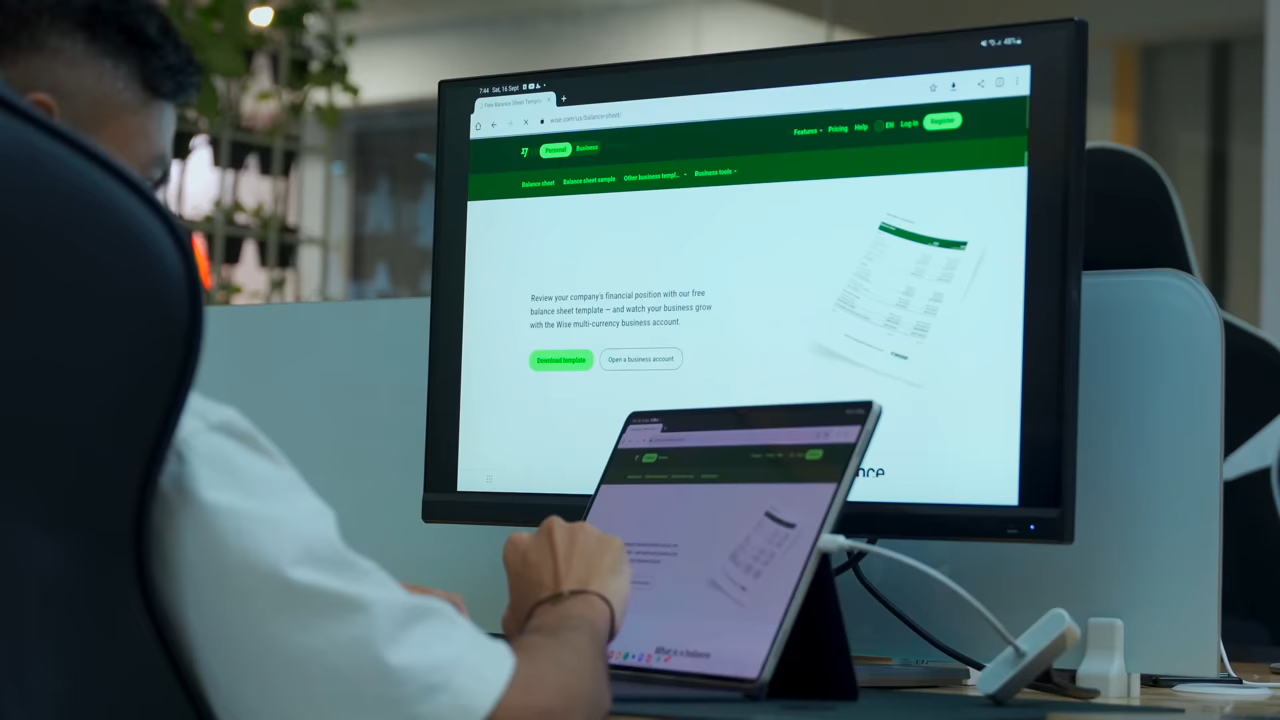 7:44 Sat, 16 Sept
48%
Free Balance Sheet Templa
wise.com/us/balance-sheet/
Personal Business
Features Pricing Help EN Log in Register
Balance sheet Balance sheet sample Other business templ... Business tools
Review your company's financial position with our free
balance sheet template — and watch your business grow
with the Wise multi-currency business account.
Download template Open a business account
nce
What is a balance